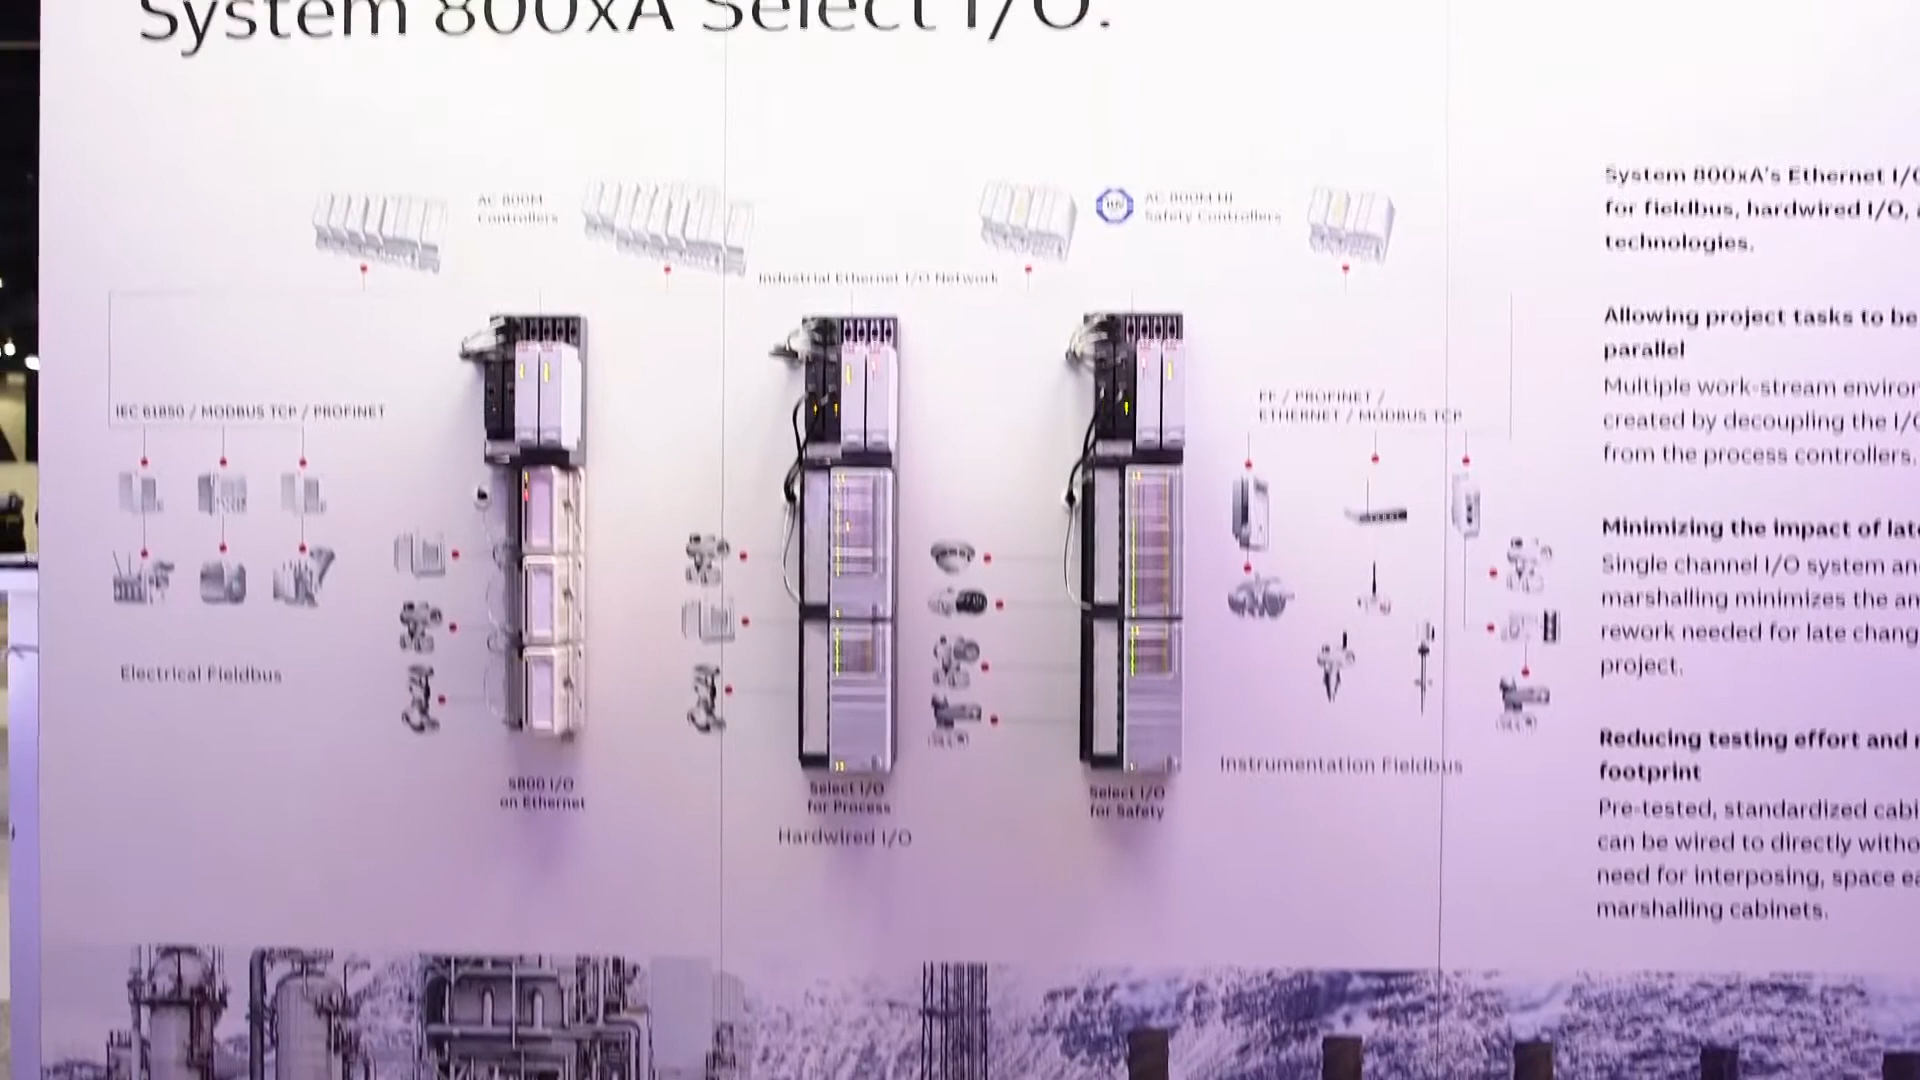 System 800xA Select I/O.
AC 800M
Controllers
AC 800M HI
Safety Controllers
Industrial Ethernet I/O Network
IEC 61850 / MODBUS TCP / PROFINET
FF / PROFINET /
ETHERNET / MODBUS TCP
Electrical Fieldbus
S800 I/O
on Ethernet
Select I/O
for Process
Hardwired I/O
Select I/O
for Safety
Instrumentation Fieldbus
System 800xA's Ethernet I/O
for fieldbus, hardwired I/O,
technologies.
Allowing project tasks to be
parallel
Multiple work-stream environ
created by decoupling the I/O
from the process controllers.
Minimizing the impact of late
Single channel I/O system an
marshalling minimizes the an
rework needed for late chang
project.
Reducing testing effort and
footprint
Pre-tested, standardized cabi
can be wired to directly witho
need for interposing, space ea
marshalling cabinets.